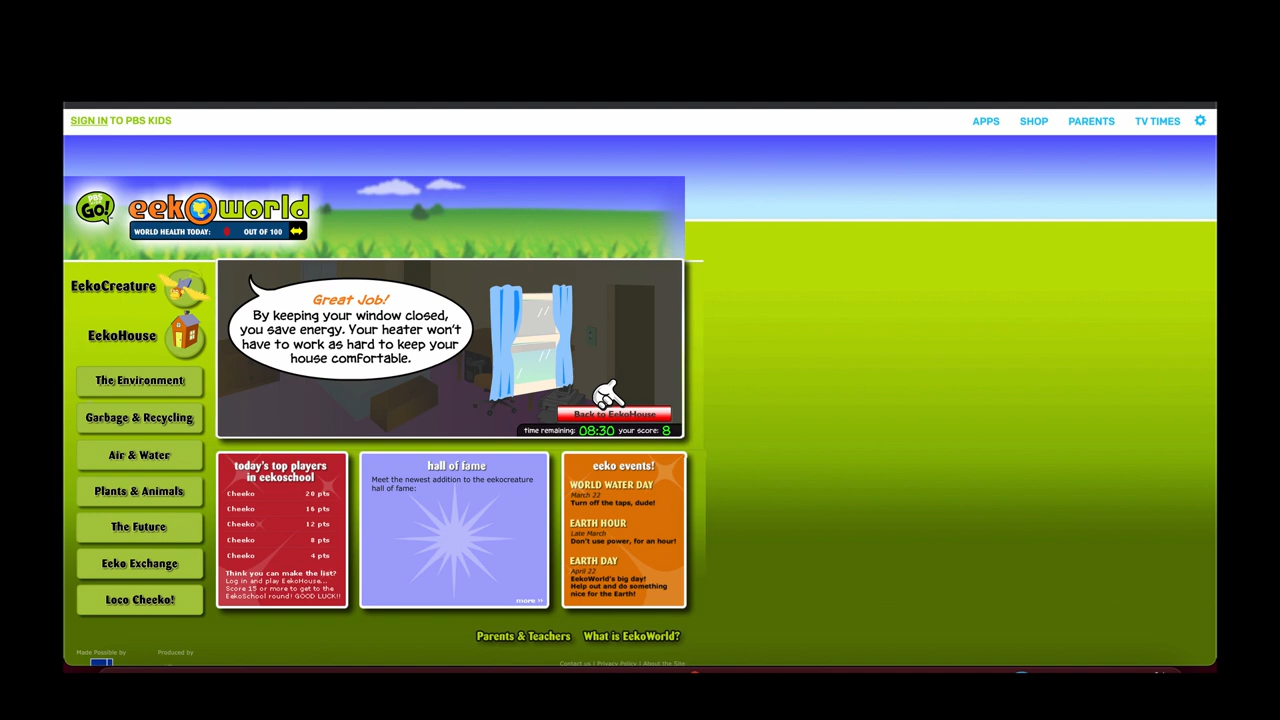 SIGN IN TO PBS KIDS
APPS SHOP PARENTS TV TIMES
PBS GO!
eekoworld
WORLD HEALTH TODAY: OUT OF 100
EekoCreature
EekoHouse
The Environment
Garbage & Recycling
Air & Water
Plants & Animals
The Future
Eeko Exchange
Loco Cheeko!
Great Job!
By keeping your window closed,
you save energy. Your heater won't
have to work as hard to keep your
house comfortable.
Back to EekoHouse
time remaining: 08:30 your score: 8
today's top players
in eekoschool
Cheeko 20 pts
Cheeko 16 pts
Cheeko 12 pts
Cheeko 8 pts
Cheeko 4 pts
Think you can make the list?
Log in and play EekoHouse...
Score 15 or more to get to the
EekoSchool round! GOOD LUCK!!
hall of fame
Meet the newest addition to the eekocreature
hall of fame:
more »
eeko events!
WORLD WATER DAY
March 22
Turn off the taps, dude!
EARTH HOUR
Late March
Don't use power, for an hour!
EARTH DAY
April 22
EekoWorld's big day!
Help out and do something
nice for the Earth!
Parents & Teachers What is EekoWorld?
Made Possible by Produced by
Contact us | Privacy Policy | About the Site